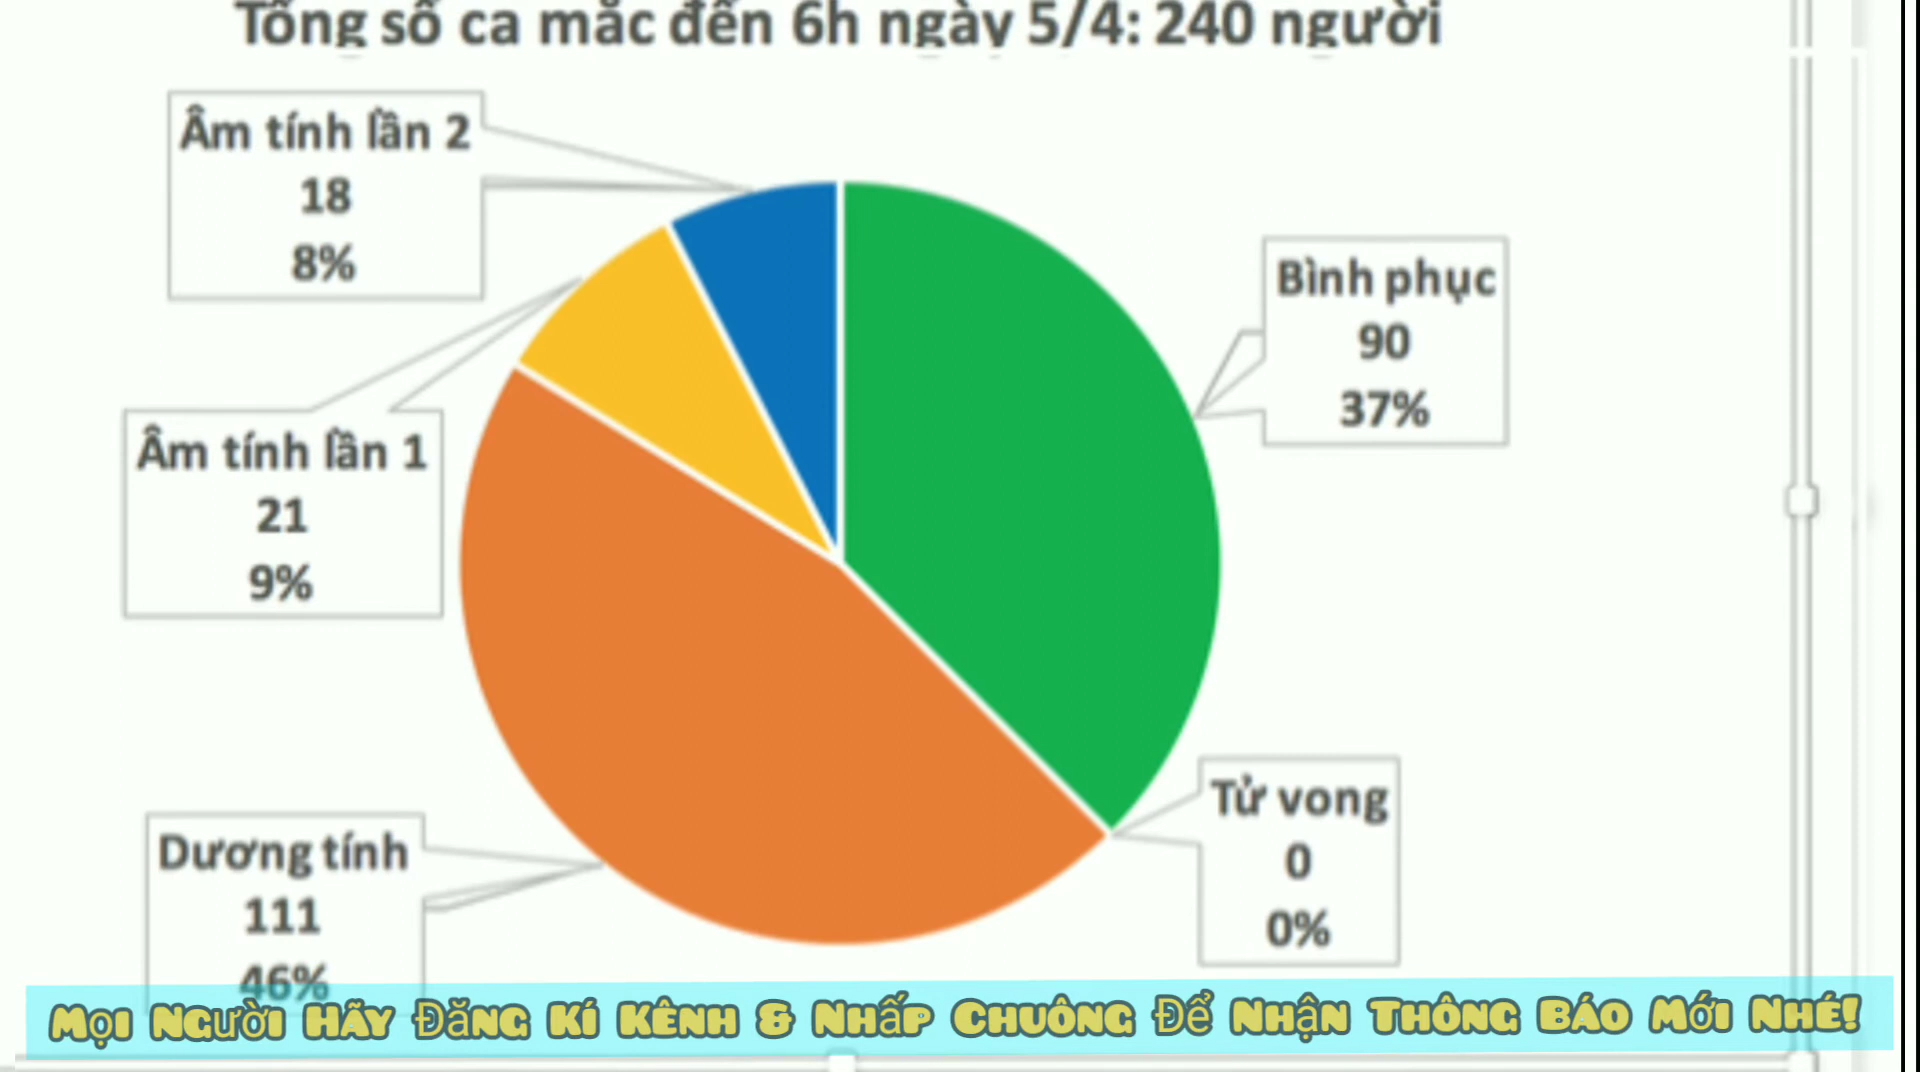 Tổng số ca mắc đến 6h ngày 5/4: 240 người
Âm tính lần 2
18
8%
Bình phục
90
37%
Âm tính lần 1
21
9%
Tử vong
0
0%
Dương tính
111
46%
Mọi Người Hãy Đăng Kí Kênh & Nhấp Chuông Để Nhận Thông Báo Mới Nhé!